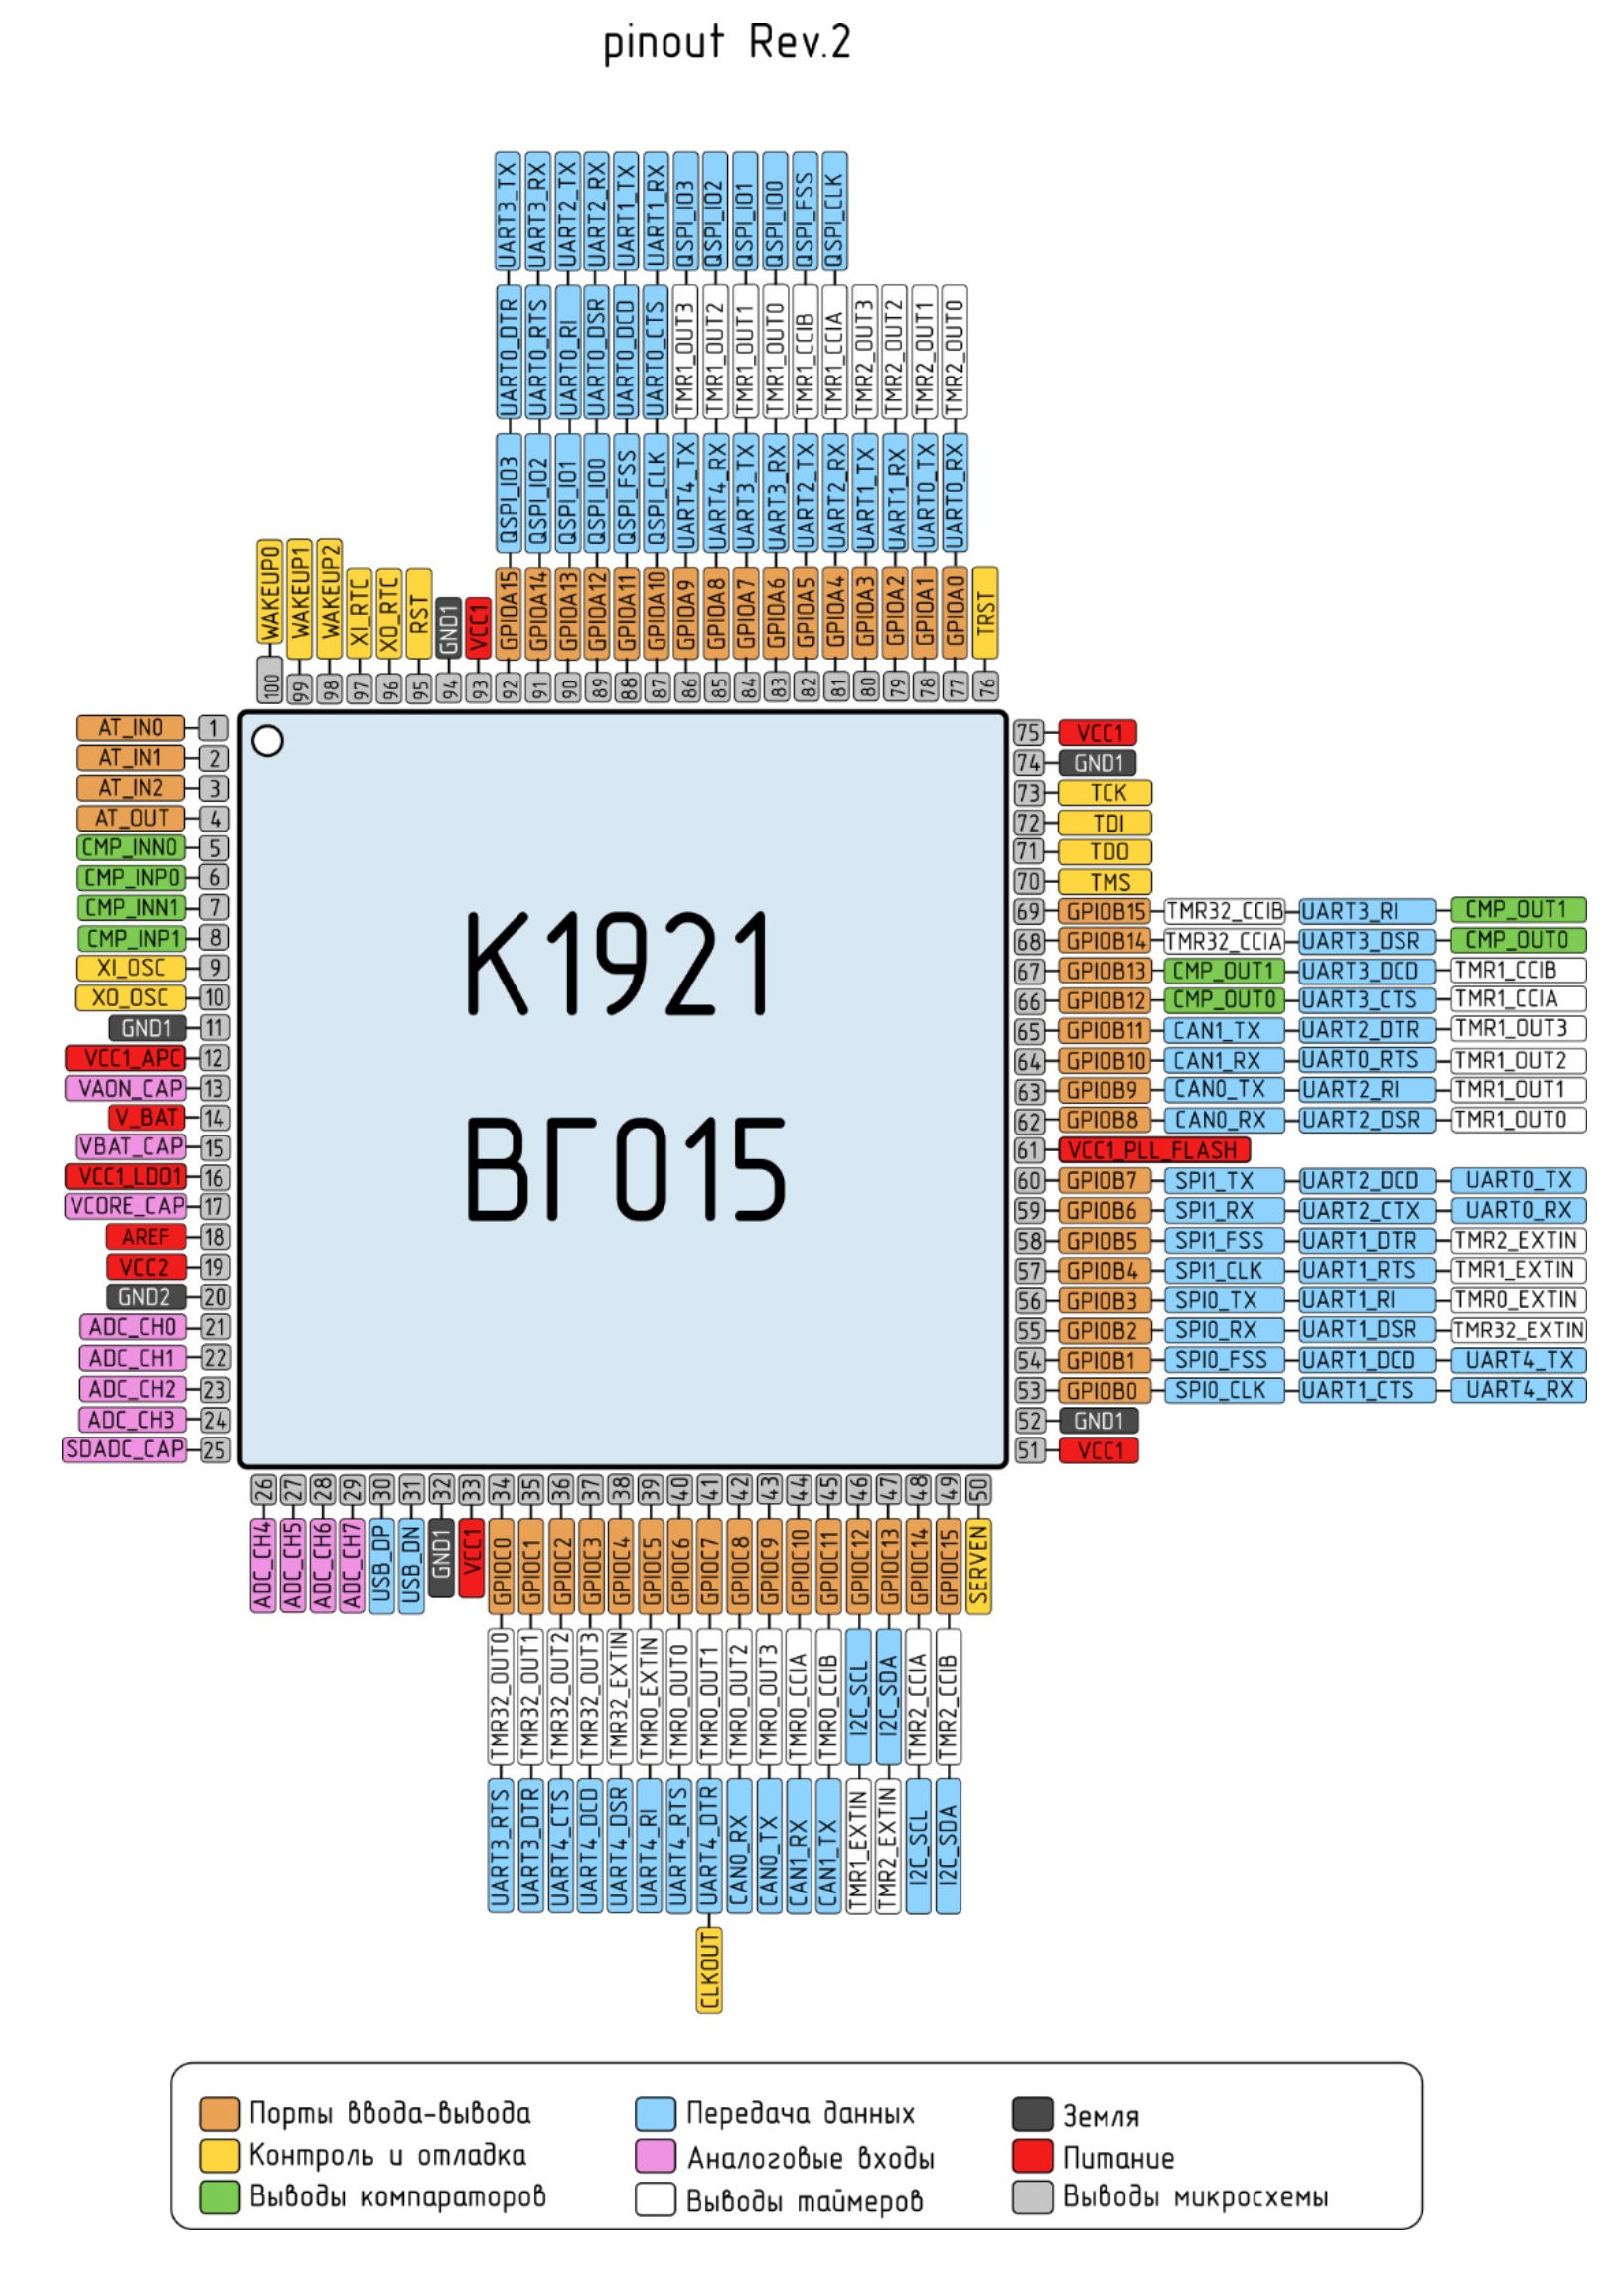 pinout Rev.2
UART3_TX UART3_RX UART2_TX UART2_RX UART1_TX UART1_RX QSPI_IO3 QSPI_IO2 QSPI_IO1 QSPI_IO0 QSPI_FSS QSPI_CLK
UART0_DTR UART0_RTS UART0_RI UART0_DSR UART0_DCD UART0_CTS TMR1_OUT3 TMR1_OUT2 TMR1_OUT1 TMR1_OUT0 TMR1_CCIB TMR1_CCIA TMR2_OUT3 TMR2_OUT2 TMR2_OUT1 TMR2_OUT0
QSPI_IO3 QSPI_IO2 QSPI_IO1 QSPI_IO0 QSPI_FSS QSPI_CLK UART4_TX UART4_RX UART3_TX UART3_RX UART2_TX UART2_RX UART1_TX UART1_RX UART0_TX UART0_RX
WAKEUP0 WAKEUP1 WAKEUP2 XI_RTC XO_RTC RST GND1 VCC1 GPIOA15 GPIOA14 GPIOA13 GPIOA12 GPIOA11 GPIOA10 GPIOA9 GPIOA8 GPIOA7 GPIOA6 GPIOA5 GPIOA4 GPIOA3 GPIOA2 GPIOA1 GPIOA0 TRST
100 99 98 97 96 95 94 93 92 91 90 89 88 87 86 85 84 83 82 81 80 79 78 77 76
AT_IN0 1
AT_IN1 2
AT_IN2 3
AT_OUT 4
CMP_INN0 5
CMP_INP0 6
CMP_INN1 7
CMP_INP1 8
XI_OSC 9
XO_OSC 10
GND1 11
VCC1_APC 12
VAON_CAP 13
V_BAT 14
VBAT_CAP 15
VCC1_LDO1 16
VCORE_CAP 17
AREF 18
VCC2 19
GND2 20
ADC_CH0 21
ADC_CH1 22
ADC_CH2 23
ADC_CH3 24
SDADC_CAP 25
К1921
ВГ015
75 VCC1
74 GND1
73 TCK
72 TDI
71 TDO
70 TMS
69 GPIOB15 TMR32_CCIB UART3_RI CMP_OUT1
68 GPIOB14 TMR32_CCIA UART3_DSR CMP_OUT0
67 GPIOB13 CMP_OUT1 UART3_DCD TMR1_CCIB
66 GPIOB12 CMP_OUT0 UART3_CTS TMR1_CCIA
65 GPIOB11 CAN1_TX UART2_DTR TMR1_OUT3
64 GPIOB10 CAN1_RX UART0_RTS TMR1_OUT2
63 GPIOB9 CAN0_TX UART2_RI TMR1_OUT1
62 GPIOB8 CAN0_RX UART2_DSR TMR1_OUT0
61 VCC1_PLL_FLASH
60 GPIOB7 SPI1_TX UART2_DCD UART0_TX
59 GPIOB6 SPI1_RX UART2_CTX UART0_RX
58 GPIOB5 SPI1_FSS UART1_DTR TMR2_EXTIN
57 GPIOB4 SPI1_CLK UART1_RTS TMR1_EXTIN
56 GPIOB3 SPI0_TX UART1_RI TMR0_EXTIN
55 GPIOB2 SPI0_RX UART1_DSR TMR32_EXTIN
54 GPIOB1 SPI0_FSS UART1_DCD UART4_TX
53 GPIOB0 SPI0_CLK UART1_CTS UART4_RX
52 GND1
51 VCC1
26 27 28 29 30 31 32 33 34 35 36 37 38 39 40 41 42 43 44 45 46 47 48 49 50
ADC_CH4 ADC_CH5 ADC_CH6 ADC_CH7 USB_DP USB_DN GND1 VCC1 GPIOC0 GPIOC1 GPIOC2 GPIOC3 GPIOC4 GPIOC5 GPIOC6 GPIOC7 GPIOC8 GPIOC9 GPIOC10 GPIOC11 GPIOC12 GPIOC13 GPIOC14 GPIOC15 SERVEN
TMR32_OUT0 TMR32_OUT1 TMR32_OUT2 TMR32_OUT3 TMR32_EXTIN TMR0_EXTIN TMR0_OUT0 TMR0_OUT1 TMR0_OUT2 TMR0_OUT3 TMR0_CCIA TMR0_CCIB I2C_SCL I2C_SDA TMR2_CCIA TMR2_CCIB
UART3_RTS UART3_DTR UART4_CTS UART4_DCD UART4_DSR UART4_RI UART4_RTS UART4_DTR CAN0_RX CAN0_TX CAN1_RX CAN1_TX TMR1_EXTIN TMR2_EXTIN I2C_SCL I2C_SDA
CLKOUT
Порты ввода-вывода
Контроль и отладка
Выводы компараторов
Передача данных
Аналоговые входы
Выводы таймеров
Земля
Питание
Выводы микросхемы